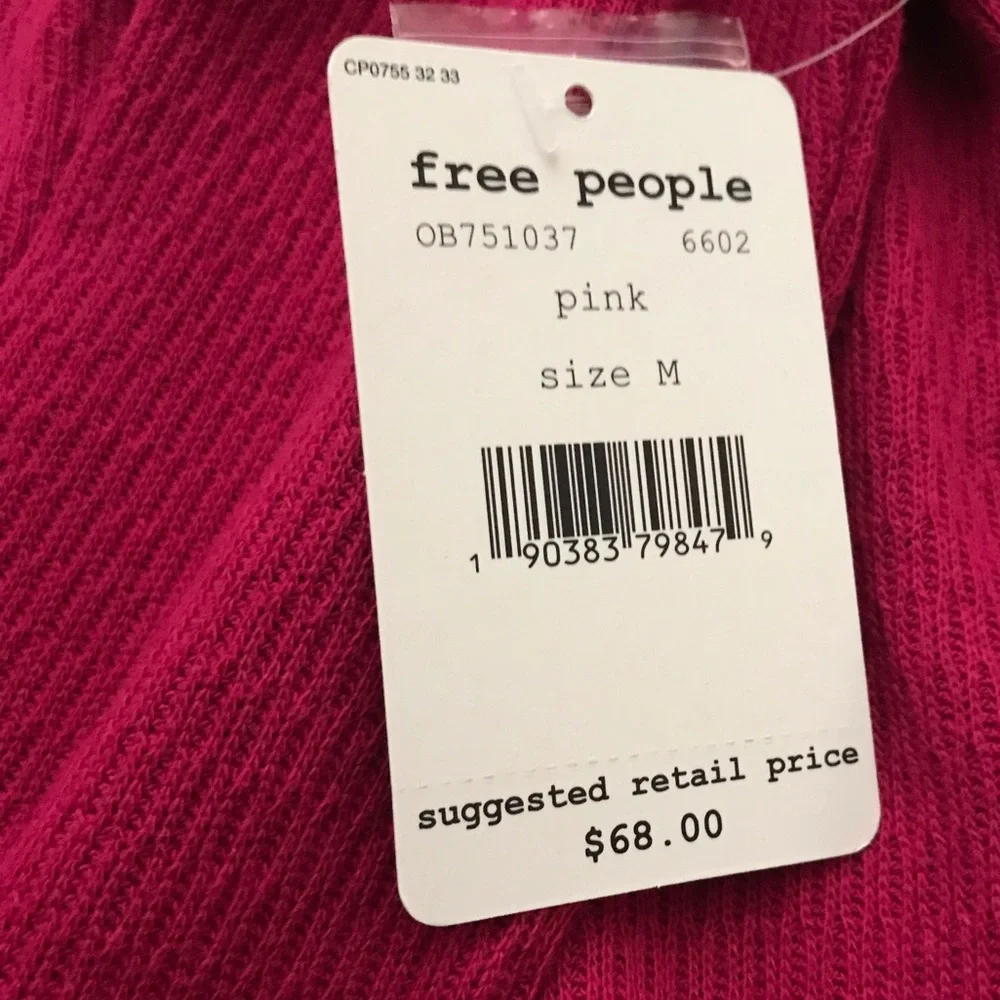 CP0755 32 33
free people
OB751037 6602
pink
size M
1 90383 79847 9
suggested retail price
$68.00